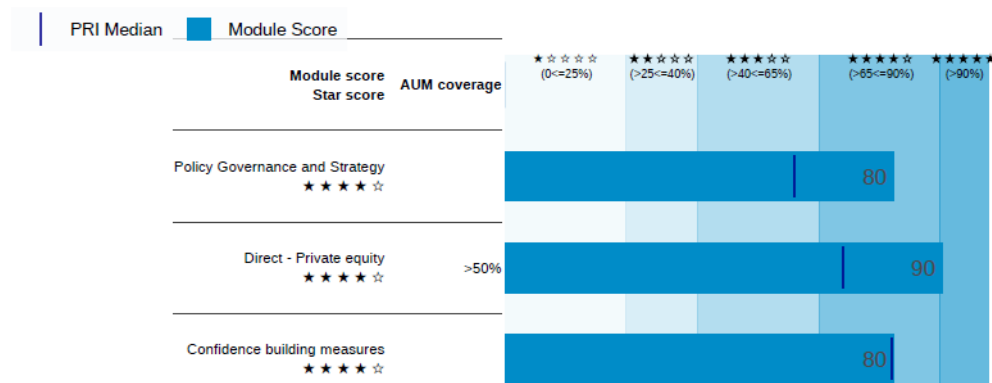 PRI Median Module Score
★☆☆☆☆ ★★☆☆☆ ★★★☆☆ ★★★★☆ ★★★★★
(0<=25%) (>25<=40%) (>40<=65%) (>65<=90%) (>90%)
Module score
Star score
AUM coverage
Policy Governance and Strategy
★★★★☆
80
Direct - Private equity
★★★★☆
>50%
90
Confidence building measures
★★★★☆
80